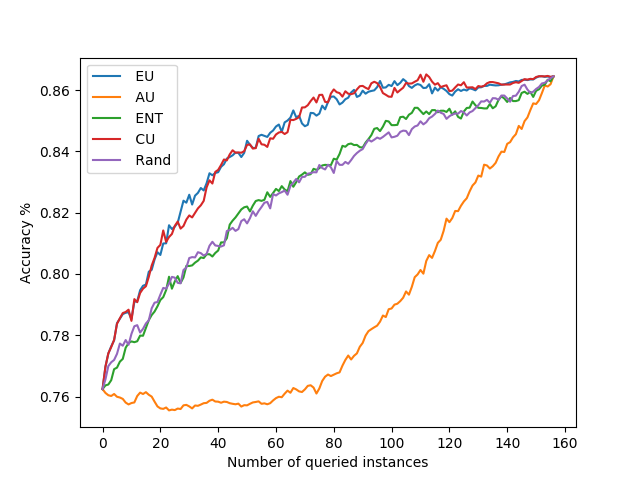 EU
AU
ENT
CU
Rand
0.86
0.84
0.82
0.80
0.78
0.76
Accuracy %
0 20 40 60 80 100 120 140 160
Number of queried instances